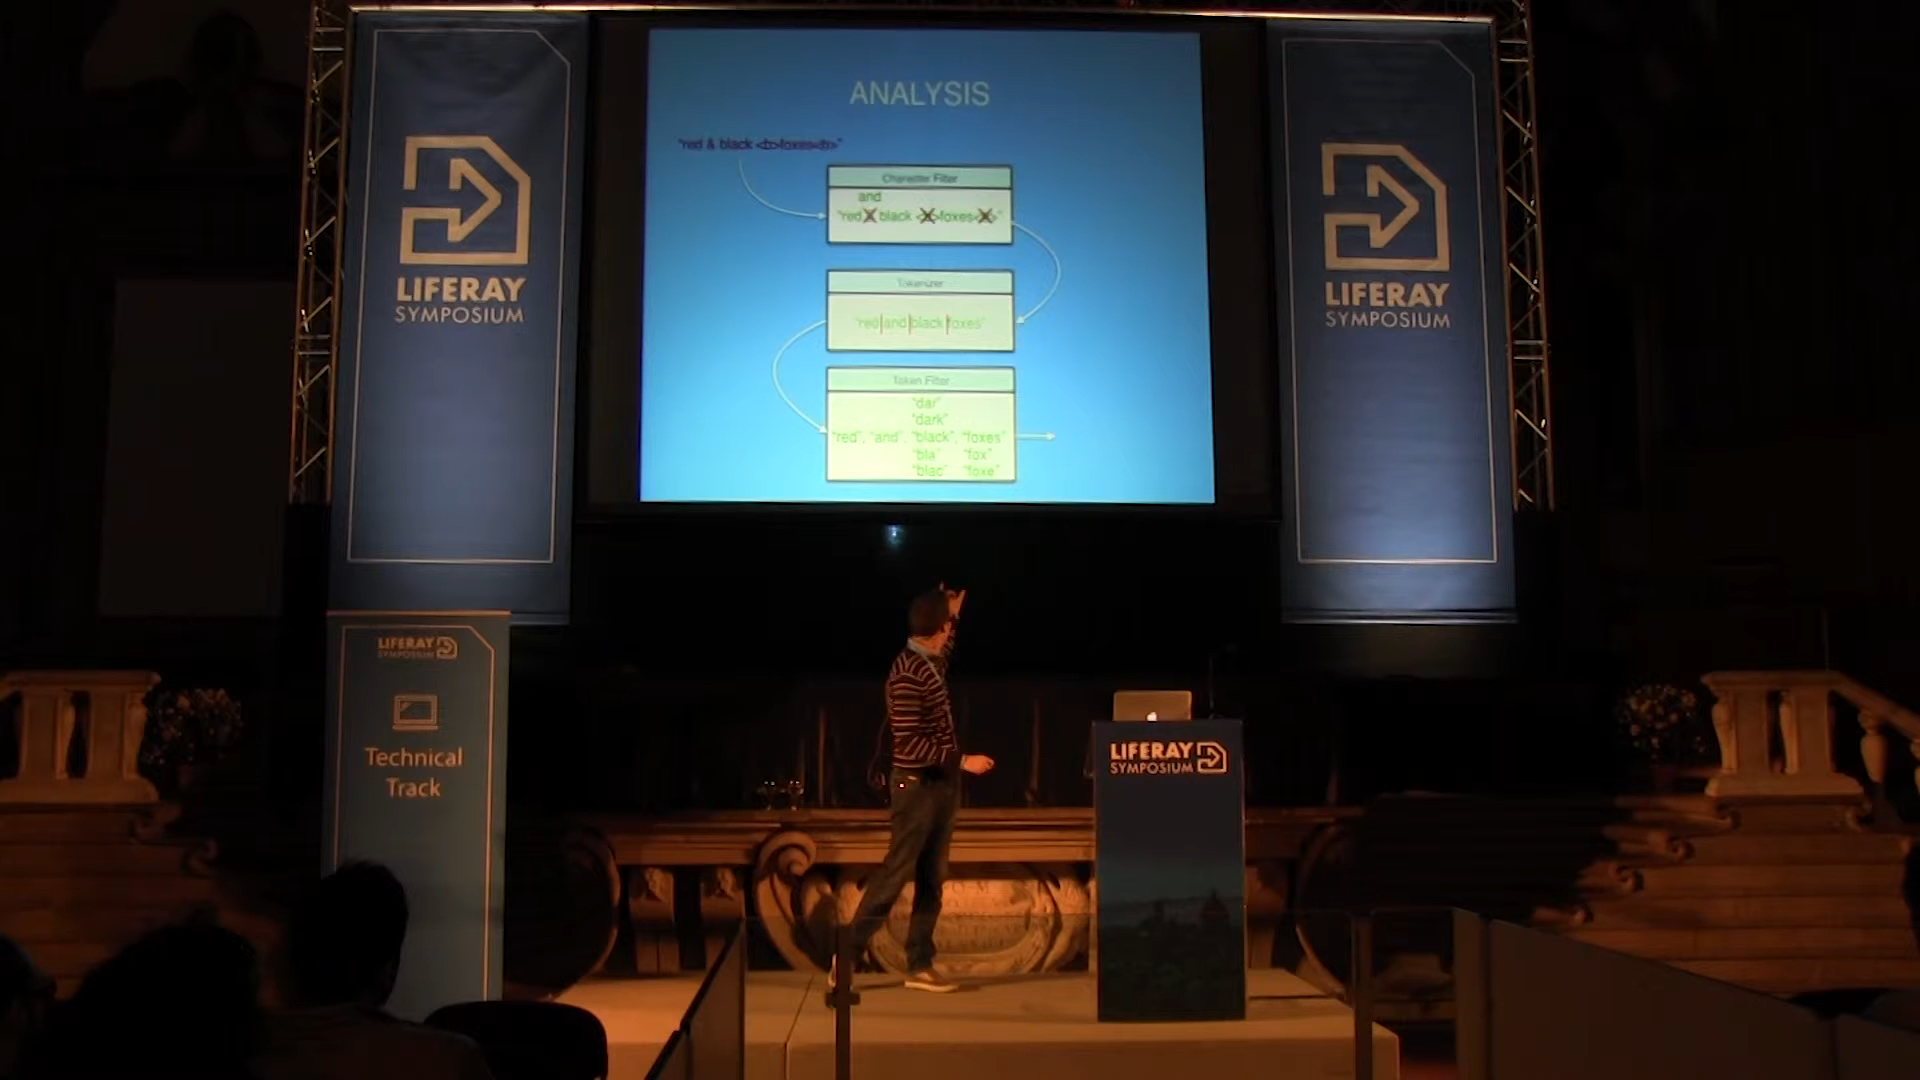 ANALYSIS
"red & black <b>foxes<b>"
Character Filter
and
"red black foxes"
Tokenizer
"red and black foxes"
Token Filter
"dar"
"dark"
"red", "and", "black", "foxes"
"bla" "fox"
"blac" "foxe"
LIFERAY
SYMPOSIUM
LIFERAY
SYMPOSIUM
LIFERAY
SYMPOSIUM
Technical
Track
LIFERAY
SYMPOSIUM